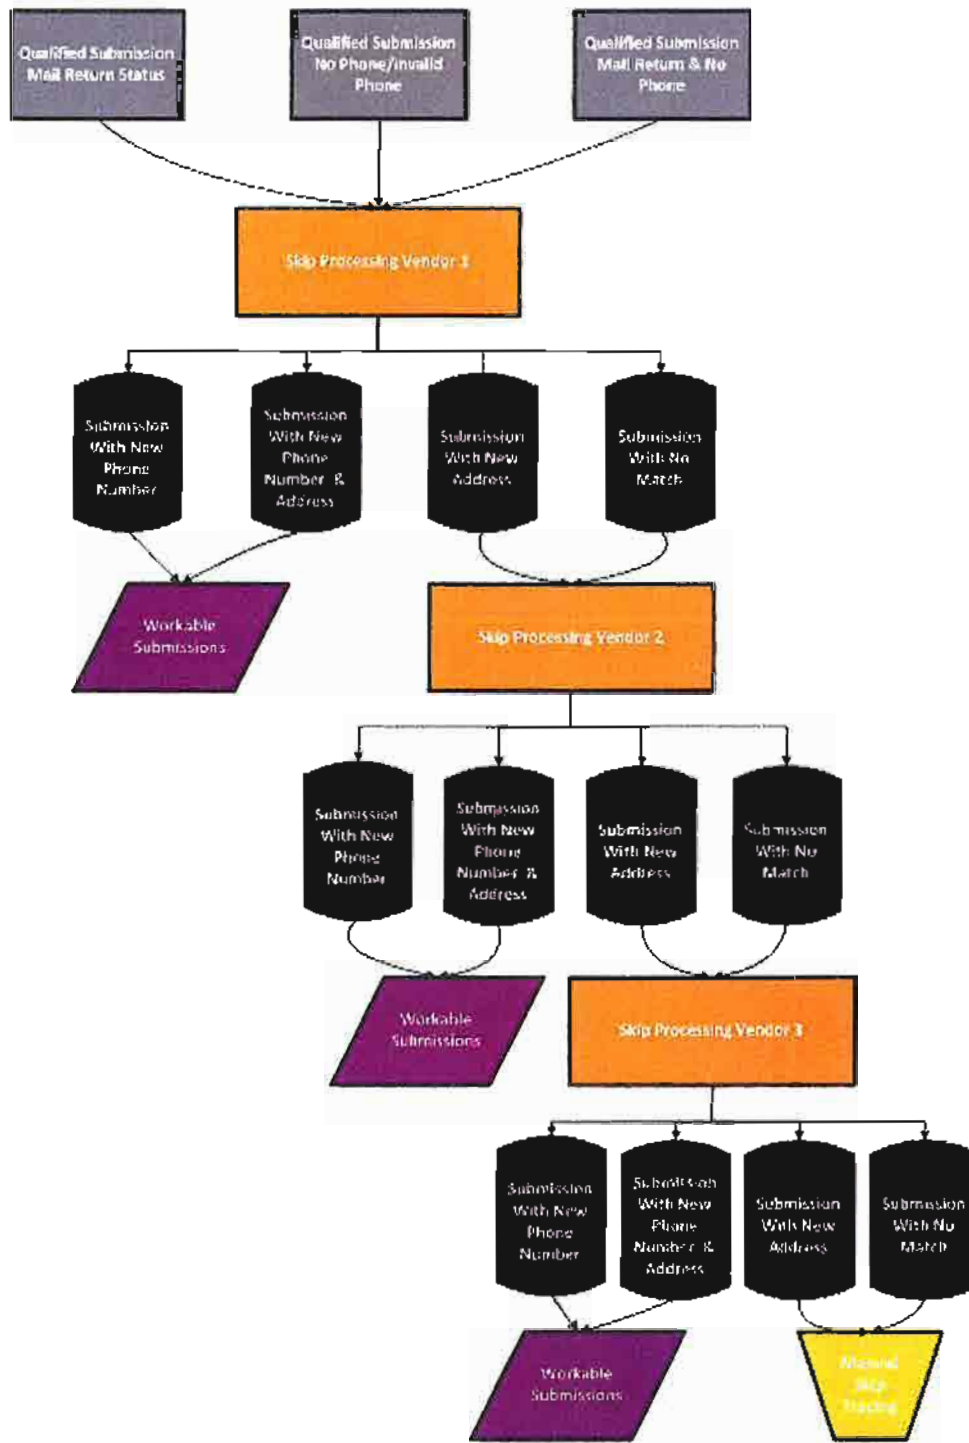 Qualified Submission
Mail Return Status
Qualified Submission
No Phone/Invalid
Phone
Qualified Submission
Mail Return & No
Phone
Skip Processing Vendor 1
Submission
With New
Phone
Number
Submission
With New
Phone
Number &
Address
Submission
With New
Address
Submission
With No
Match
Workable
Submissions
Skip Processing Vendor 2
Submission
With New
Phone
Number
Submission
With New
Phone
Number &
Address
Submission
With New
Address
Submission
With No
Match
Workable
Submissions
Skip Processing Vendor 3
Submission
With New
Phone
Number
Submission
With New
Phone
Number &
Address
Submission
With New
Address
Submission
With No
Match
Workable
Submissions
Manual
Skip
Tracing